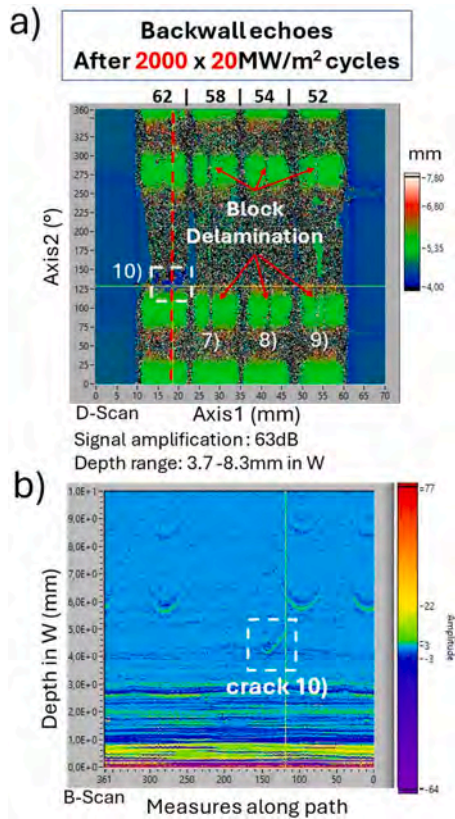 a)
Backwall echoes
After 2000 x 20MW/m² cycles
62 | 58 | 54 | 52
360
325
300
275
250
225
200
175
150
125
100
75
50
25
0
Axis2 (°)
Block
Delamination
10)
7) 8) 9)
0 5 10 15 20 25 30 35 40 45 50 55 60 65 70
D-Scan Axis1 (mm)
mm
7,80
6,80
5,35
4,00
Signal amplification: 63dB
Depth range: 3.7 -8.3mm in W
b)
1,0E+1
9,0E+0
8,0E+0
7,0E+0
6,0E+0
5,0E+0
4,0E+0
3,0E+0
2,0E+0
1,0E+0
0,0E+0
Depth in W (mm)
crack 10)
361 300 250 200 150 100 50 0
B-Scan Measures along path
77
22
3
-3
-64
Amplitude